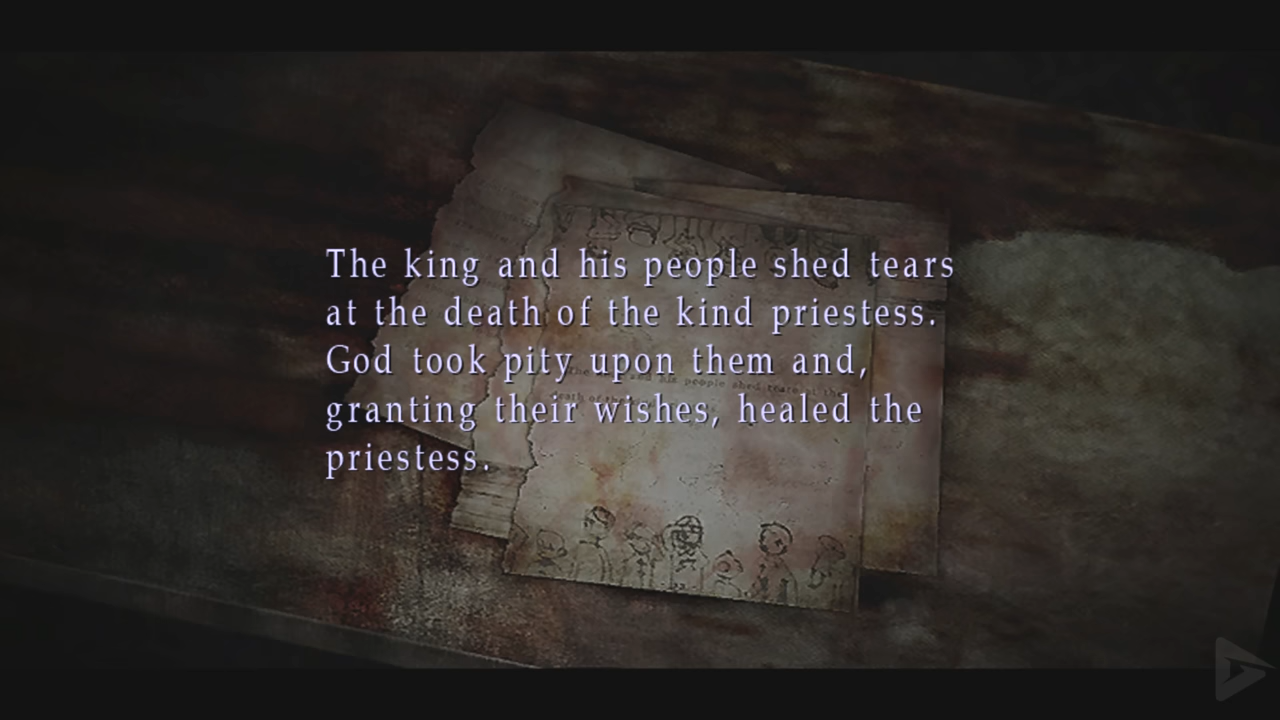 The king and his people shed tears
at the death of the kind priestess.
God took pity upon them and,
granting their wishes, healed the
priestess.